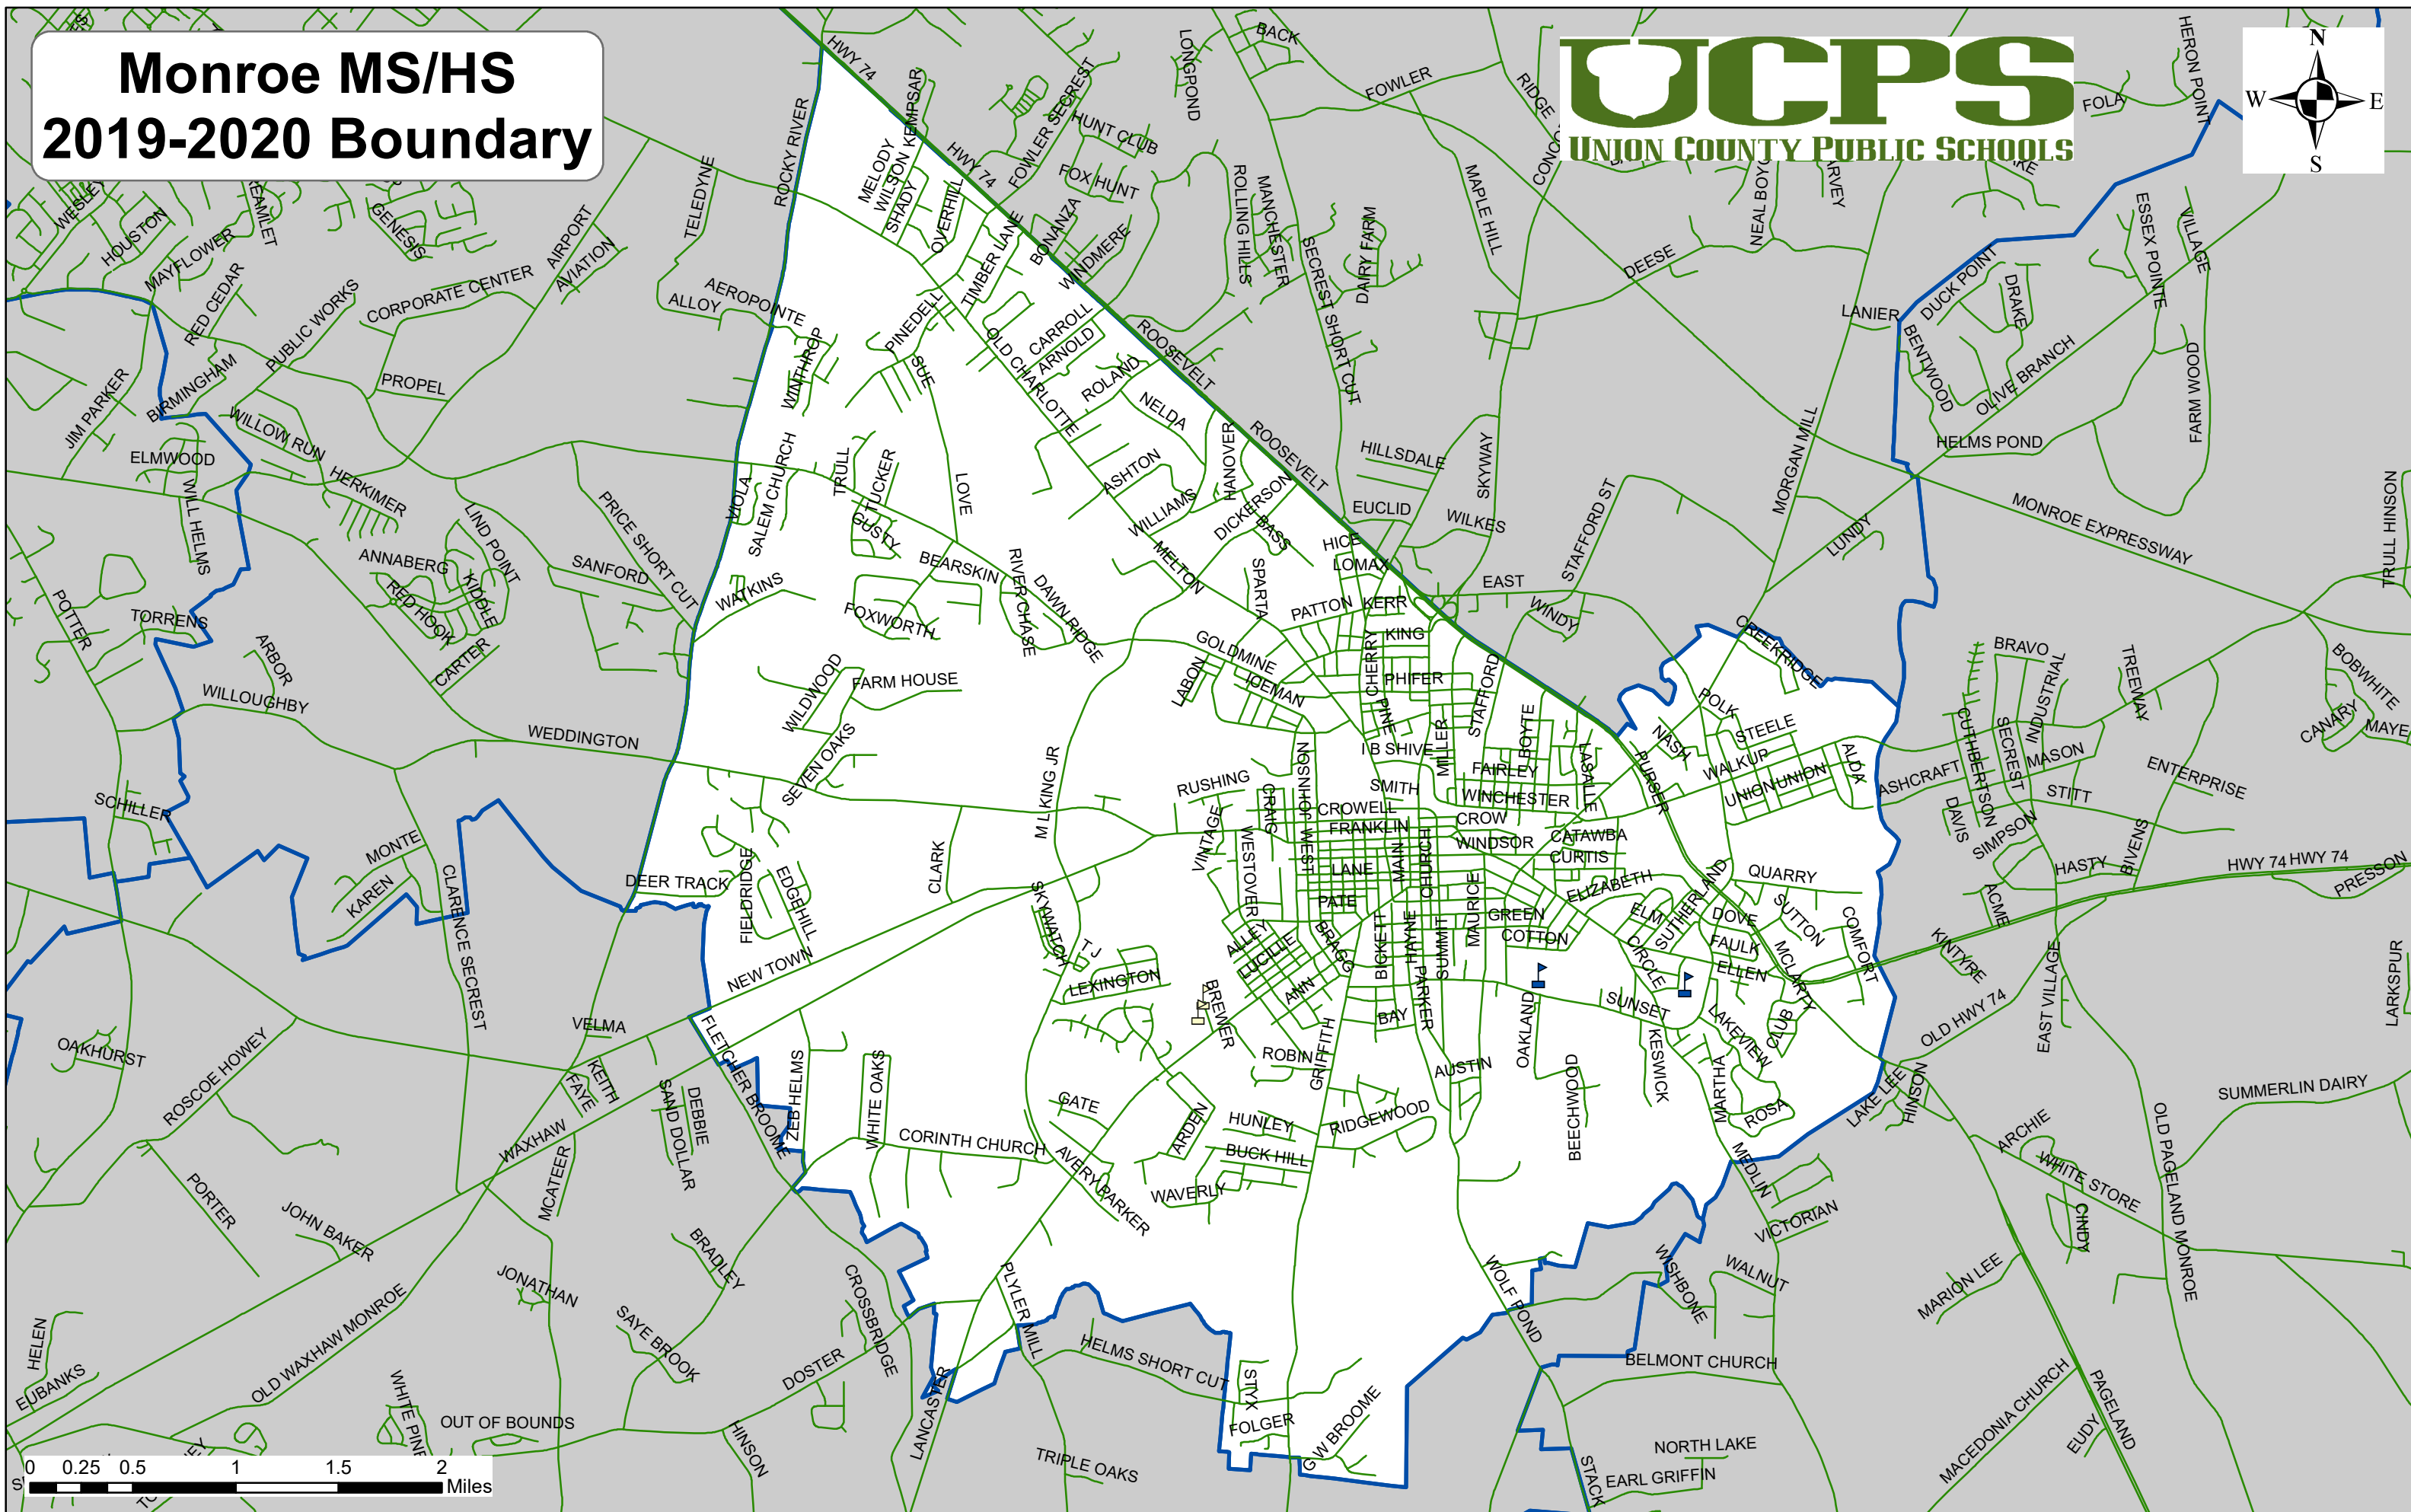 Monroe MS/HS
2019-2020 Boundary
UCPS
UNION COUNTY PUBLIC SCHOOLS
N
W
E
S
HWY 74
BACK
LONGPOND
FOWLER
RIDGE
FOLA
HERON POINT
ROCKY RIVER
KEMPSAR
FOWLER SECREST
HUNT CLUB
MELODY
WILSON
SHADY
HWY 74
FOX HUNT
ROLLING HILLS
MANCHESTER
MAPLE HILL
NEAL BOYC
ARVEY
WESLEY
HOUSTON
MAYFLOWER
GENESIS
AIRPORT
AVIATION
TELEDYNE
OVERHILL
TIMBER LANE
BONANZA
WINDMERE
SECREST SHORT CUT
DAIRY FARM
DEESE
ESSEX POINTE
VILLAGE
RED CEDAR
PUBLIC WORKS
CORPORATE CENTER
ALLOY
AEROPOINTE
PINEDELL
CARROLL
ARNOLD
ROOSEVELT
LANIER
DUCK POINT
DRAKE
BENTWOOD
OLIVE BRANCH
FARM WOOD
JIM PARKER
BIRMINGHAM
PROPEL
WINTHROP
SUE
OLD CHARLOTTE
ROLAND
NELDA
HELMS POND
ELMWOOD
WILLOW RUN
HERKIMER
WILL HELMS
PRICE SHORT CUT
LIND POINT
VIOLA
SALEM CHURCH
TRULL
TUCKER
GUSTY
LOVE
ASHTON
HANOVER
ROOSEVELT
WILLIAMS
DICKERSON
BASS
HILLSDALE
EUCLID
SKYWAY
WILKES
STAFFORD ST
MORGAN MILL
LUNDY
MONROE EXPRESSWAY
TRULL HINSON
POTTER
TORRENS
ANNABERG
RED HOOK
KIDDLE
CARTER
SANFORD
WATKINS
BEARSKIN
FOXWORTH
RIVER CHASE
DAWN RIDGE
MELTON
SPARTA
HICE
LOMAX
PATTON
KERR
KING
EAST
WINDY
CREEKRIDGE
BRAVO
TREEWAY
BOBWHITE
ARBOR
WILLOUGHBY
WEDDINGTON
WILDWOOD
FARM HOUSE
SEVEN OAKS
M L KING JR
GOLDMINE
LABON
ICEMAN
CHERRY
PHIFER
PINE
STAFFORD
MILLER
BOYTE
LASALLE
I B SHIVE
FAIRLEY
SMITH
WINCHESTER
POLK
NASH
STEELE
WALKUP
UNION
UNION
ALDA
PURSER
CUTHBERTSON
SECREST
INDUSTRIAL
MASON
ASHCRAFT
DAVIS
SIMPSON
STITT
ENTERPRISE
CANARY
MAYE
SCHILLER
MONTE
KAREN
CLARENCE SECREST
DEER TRACK
FIELDRIDGE
EDGEHILL
CLARK
RUSHING
VINTAGE
CRAIG
JOHNSON
WESTOVER
WEST
CROWELL
FRANKLIN
LANE
PATE
MAIN
CHURCH
CROW
WINDSOR
CATAWBA
CURTIS
ELIZABETH
MAURICE
GREEN
COTTON
ELM
SUTHERLAND
QUARRY
DOVE
SUTTON
COMFORT
FAULK
ELLEN
MCLARTY
CIRCLE
HASTY
BIVENS
ACME
HWY 74
HWY 74
PRESSON
NEW TOWN
SKYWATCH
T J
LEXINGTON
BREWER
ALLEY
LUCILLE
ANN
BRAGG
BICKETT
HAYNE
PARKER
SUMMIT
BAY
GRIFFITH
ROBIN
AUSTIN
OAKLAND
SUNSET
BEECHWOOD
KESWICK
LAKEVIEW
CLUB
MARTHA
ROSA
KINTYRE
OLD HWY 74
EAST VILLAGE
LARKSPUR
OAKHURST
ROSCOE HOWEY
VELMA
KEITH
FAYE
SAND DOLLAR
DEBBIE
FLETCHER BROOME
ZEB HELMS
WHITE OAKS
CORINTH CHURCH
GATE
ARDEN
HUNLEY
BUCK HILL
RIDGEWOOD
AVERY PARKER
WAVERLY
MEDLIN
LAKE LEE
HINSON
ARCHIE
WHITE STORE
CINDY
SUMMERLIN DAIRY
OLD PAGELAND MONROE
WAXHAW
PORTER
JOHN BAKER
MCATEER
BRADLEY
JONATHAN
SAYE BROOK
CROSSBRIDGE
PLYLER MILL
HELMS SHORT CUT
WOLF POND
WISHBONE
WALNUT
VICTORIAN
MARION LEE
BELMONT CHURCH
HELEN
EUBANKS
OLD WAXHAW MONROE
WHITE PINE
OUT OF BOUNDS
DOSTER
HINSON
LANCASTER
TRIPLE OAKS
STYX
FOLGER
G W BROOME
STACK
NORTH LAKE
EARL GRIFFIN
MACEDONIA CHURCH
EUDY
PAGELAND
0 0.25 0.5 1 1.5 2
Miles